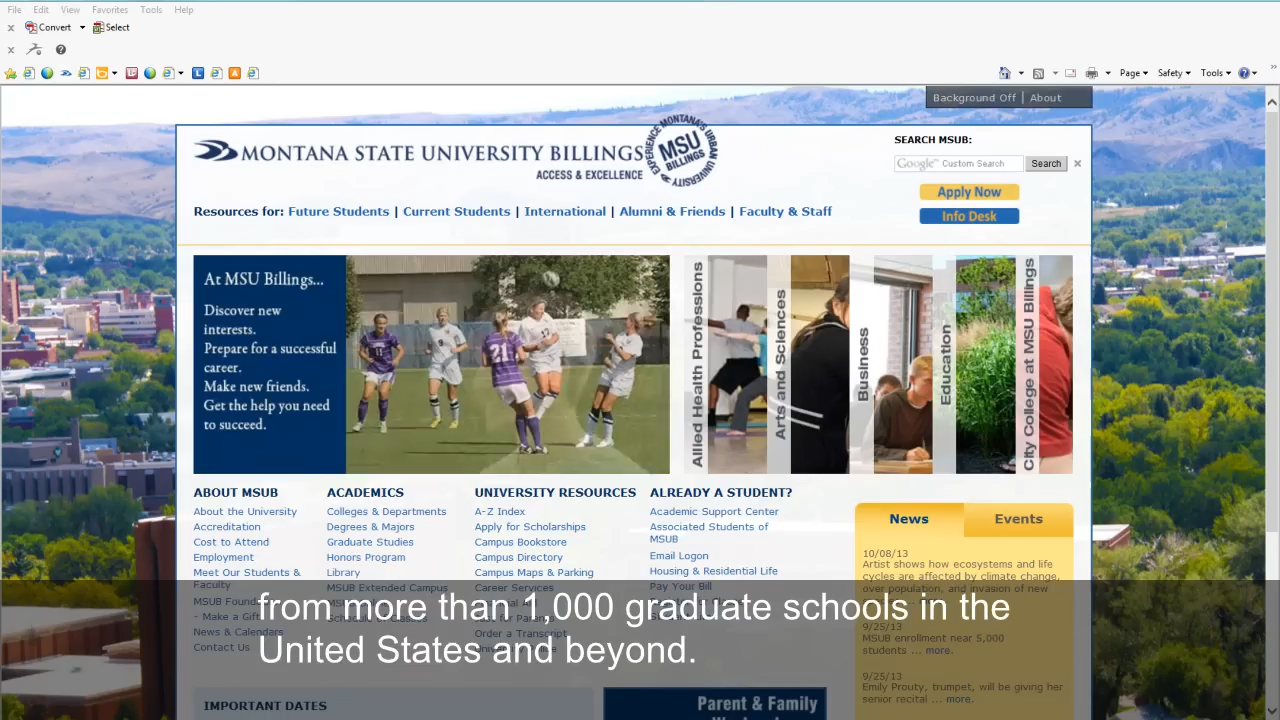 File Edit View Favorites Tools Help
x Convert Select
x
Page Safety Tools
Background Off | About
MONTANA STATE UNIVERSITY BILLINGS
ACCESS & EXCELLENCE
EXPERIENCE MONTANA'S URBAN UNIVERSITY
MSU
BILLINGS
SEARCH MSUB:
Google™ Custom Search Search x
Apply Now
Info Desk
Resources for: Future Students | Current Students | International | Alumni & Friends | Faculty & Staff
At MSU Billings...
Discover new
interests.
Prepare for a successful
career.
Make new friends.
Get the help you need
to succeed.
11
21
17
Allied Health Professions
Arts and Sciences
Business
Education
City College at MSU Billings
ABOUT MSUB
About the University
Accreditation
Cost to Attend
Employment
Meet Our Students &
Faculty
- Make a Gift
News & Calendars
Contact Us
ACADEMICS
Colleges & Departments
Degrees & Majors
Graduate Studies
Honors Program
Library
MSUB Extended Campus
UNIVERSITY RESOURCES
A-Z Index
Apply for Scholarships
Campus Bookstore
Campus Directory
Campus Maps & Parking
Career Services
Order a Transcript
ALREADY A STUDENT?
Academic Support Center
Associated Students of
MSUB
Email Logon
Housing & Residential Life
Pay Your Bill
News Events
10/08/13
Artist shows how ecosystems and life
cycles are affected by climate change,
over population, and invasion of new
9/25/13
MSUB enrollment near 5,000
students ... more.
9/25/13
Emily Prouty, trumpet, will be giving her
senior recital ... more.
from more than 1,000 graduate schools in the
United States and beyond.
IMPORTANT DATES
Parent & Family